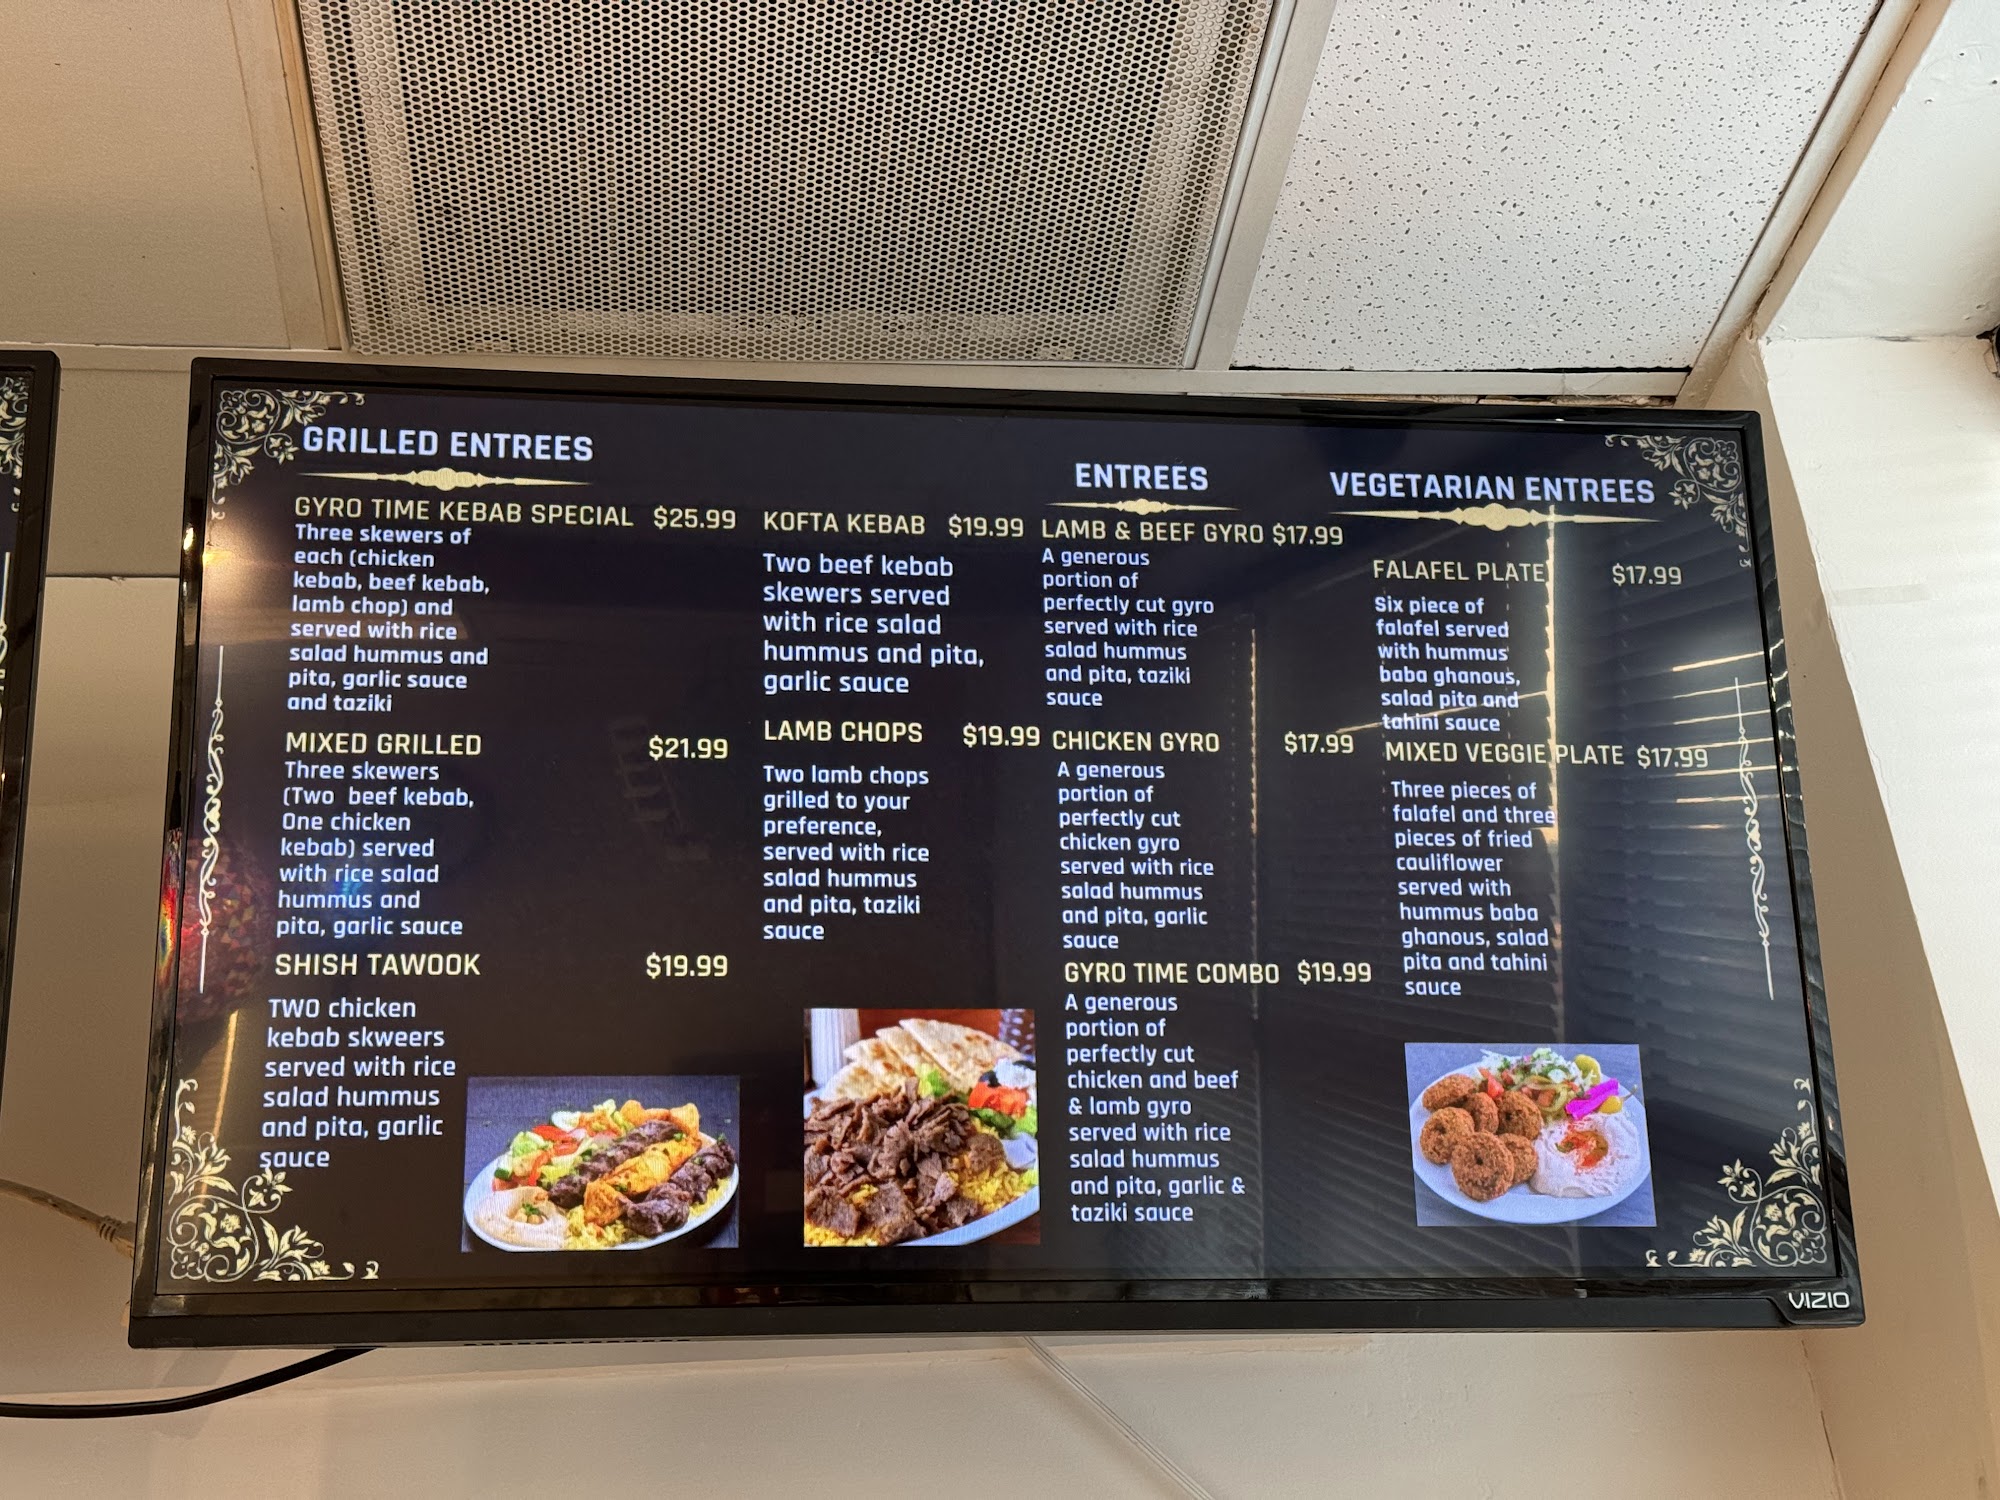 GRILLED ENTREES
GYRO TIME KEBAB SPECIAL $25.99
Three skewers of
each (chicken
kebab, beef kebab,
lamb chop) and
served with rice
salad hummus and
pita, garlic sauce
and taziki
MIXED GRILLED $21.99
Three skewers
(Two beef kebab,
One chicken
kebab) served
with rice salad
hummus and
pita, garlic sauce
SHISH TAWOOK $19.99
TWO chicken
kebab skweers
served with rice
salad hummus
and pita, garlic
sauce
KOFTA KEBAB $19.99
Two beef kebab
skewers served
with rice salad
hummus and pita,
garlic sauce
LAMB CHOPS $19.99
Two lamb chops
grilled to your
preference,
served with rice
salad hummus
and pita, taziki
sauce
ENTREES
LAMB & BEEF GYRO $17.99
A generous
portion of
perfectly cut gyro
served with rice
salad hummus
and pita, taziki
sauce
CHICKEN GYRO $17.99
A generous
portion of
perfectly cut
chicken gyro
served with rice
salad hummus
and pita, garlic
sauce
GYRO TIME COMBO $19.99
A generous
portion of
perfectly cut
chicken and beef
& lamb gyro
served with rice
salad hummus
and pita, garlic &
taziki sauce
VEGETARIAN ENTREES
FALAFEL PLATE $17.99
Six piece of
falafel served
with hummus
baba ghanous,
salad pita and
tahini sauce
MIXED VEGGIE PLATE $17.99
Three pieces of
falafel and three
pieces of fried
cauliflower
served with
hummus baba
ghanous, salad
pita and tahini
sauce
VIZIO